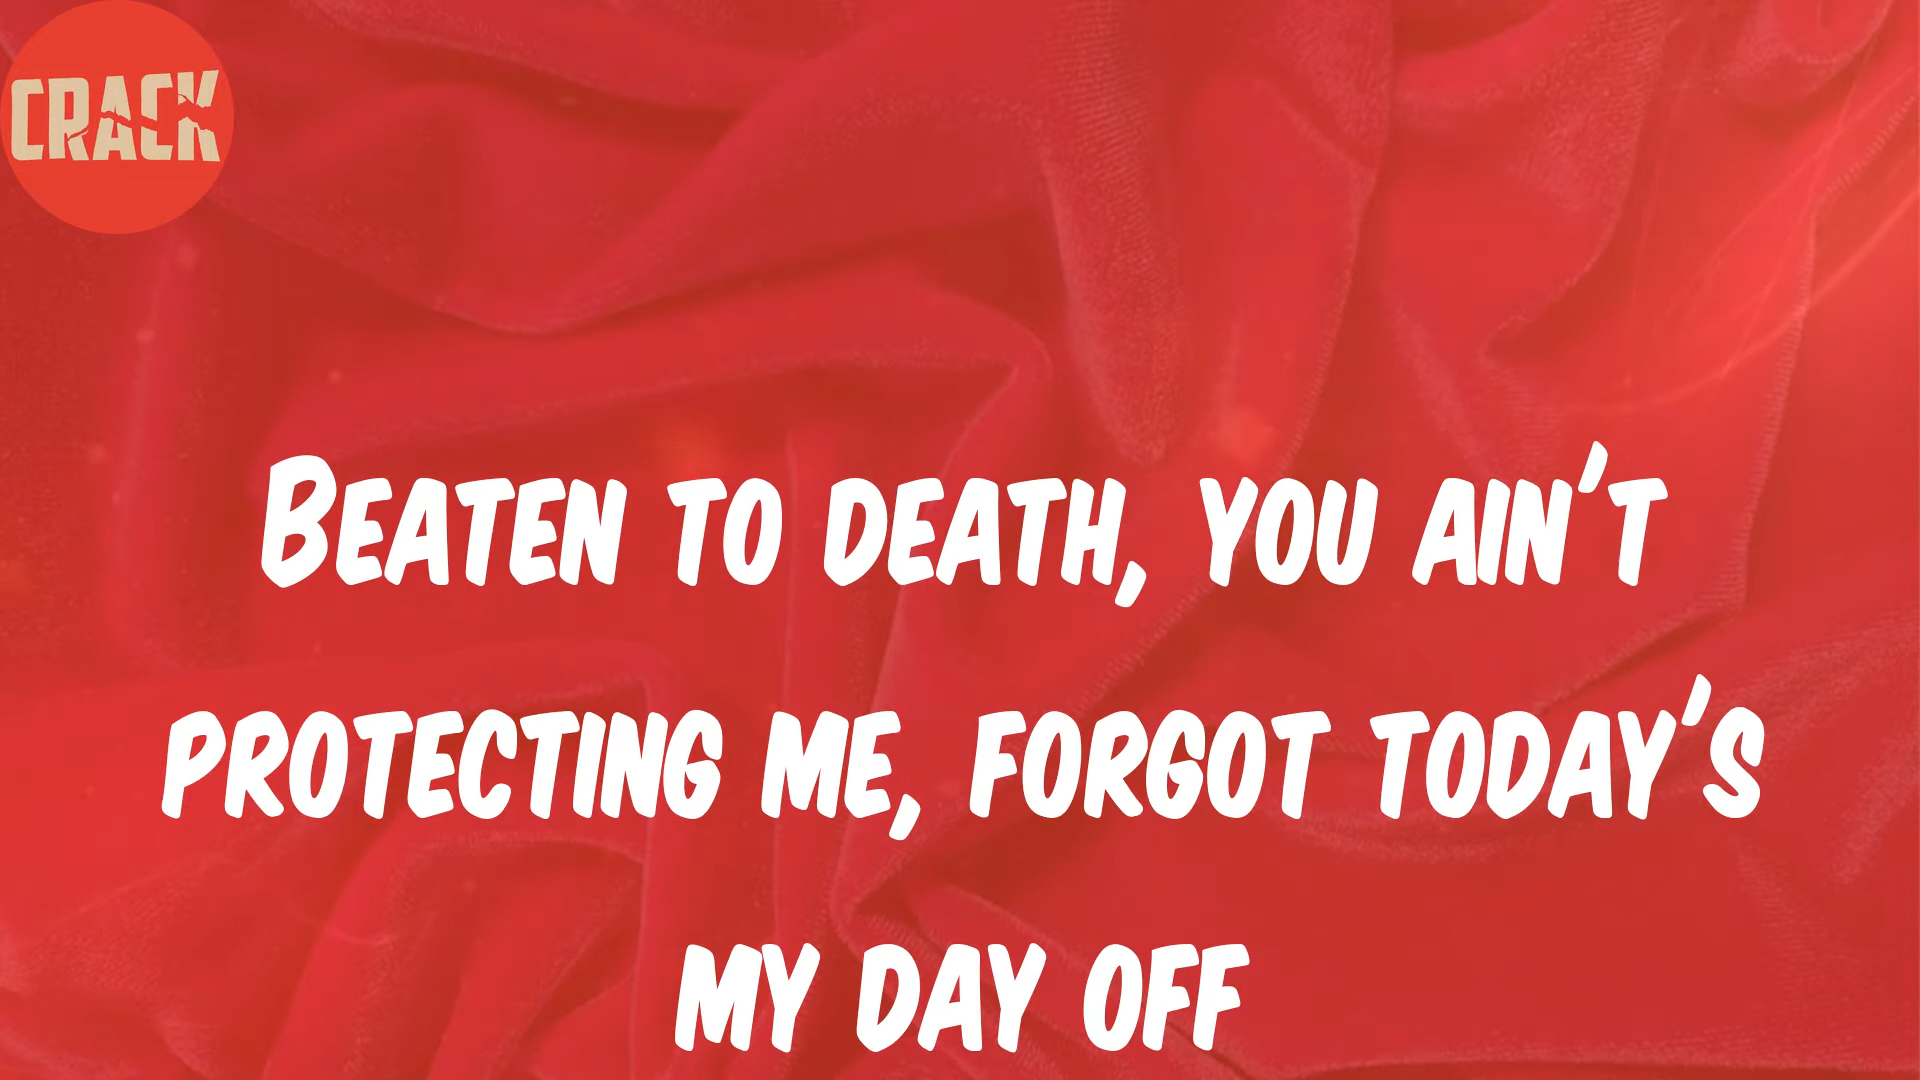 CRACK
BEATEN TO DEATH, YOU AIN'T
PROTECTING ME, FORGOT TODAY'S
MY DAY OFF